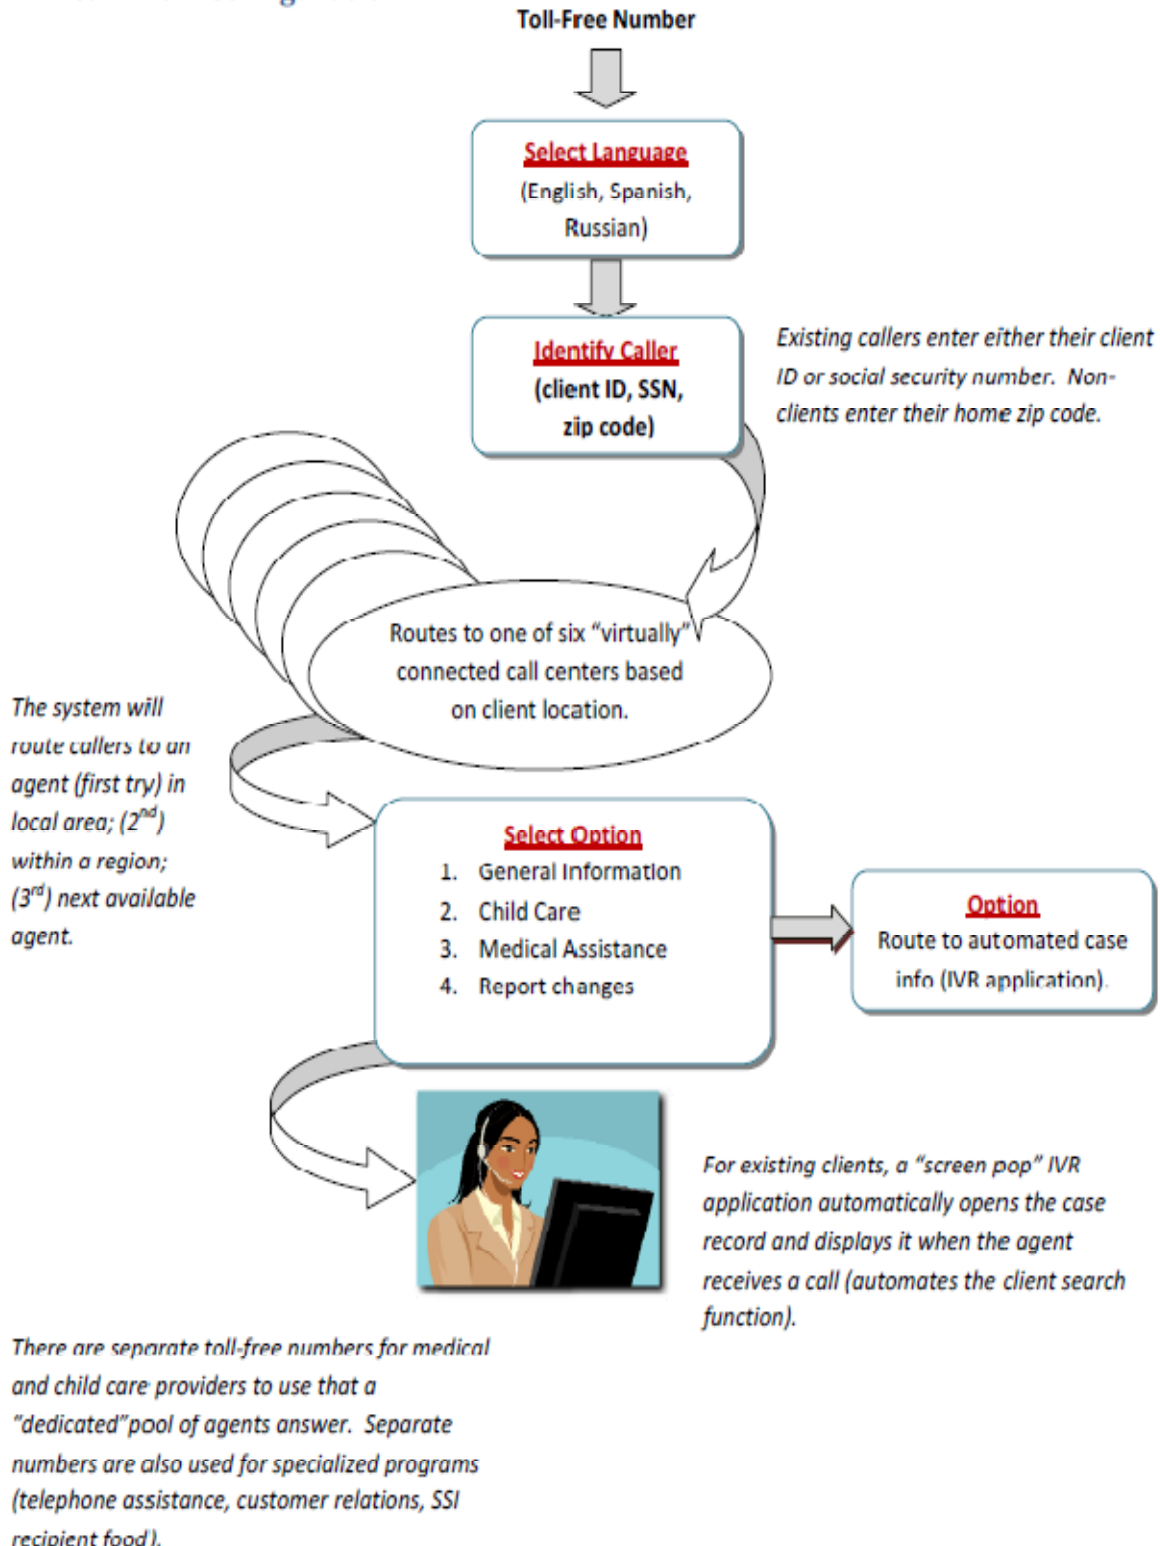 Toll-Free Number
Select Language
(English, Spanish,
Russian)
Identify Caller
(client ID, SSN,
zip code)
Existing callers enter either their client
ID or social security number. Non-
clients enter their home zip code.
Routes to one of six “virtually”
connected call centers based
on client location.
The system will
route callers to an
agent (first try) in
local area; (2nd)
within a region;
(3rd) next available
agent.
Select Option
1. General Information
2. Child Care
3. Medical Assistance
4. Report changes
Option
Route to automated case
info (IVR application).
For existing clients, a “screen pop” IVR
application automatically opens the case
record and displays it when the agent
receives a call (automates the client search
function).
There are separate toll-free numbers for medical
and child care providers to use that a
“dedicated”pool of agents answer. Separate
numbers are also used for specialized programs
(telephone assistance, customer relations, SSI
recipient food).